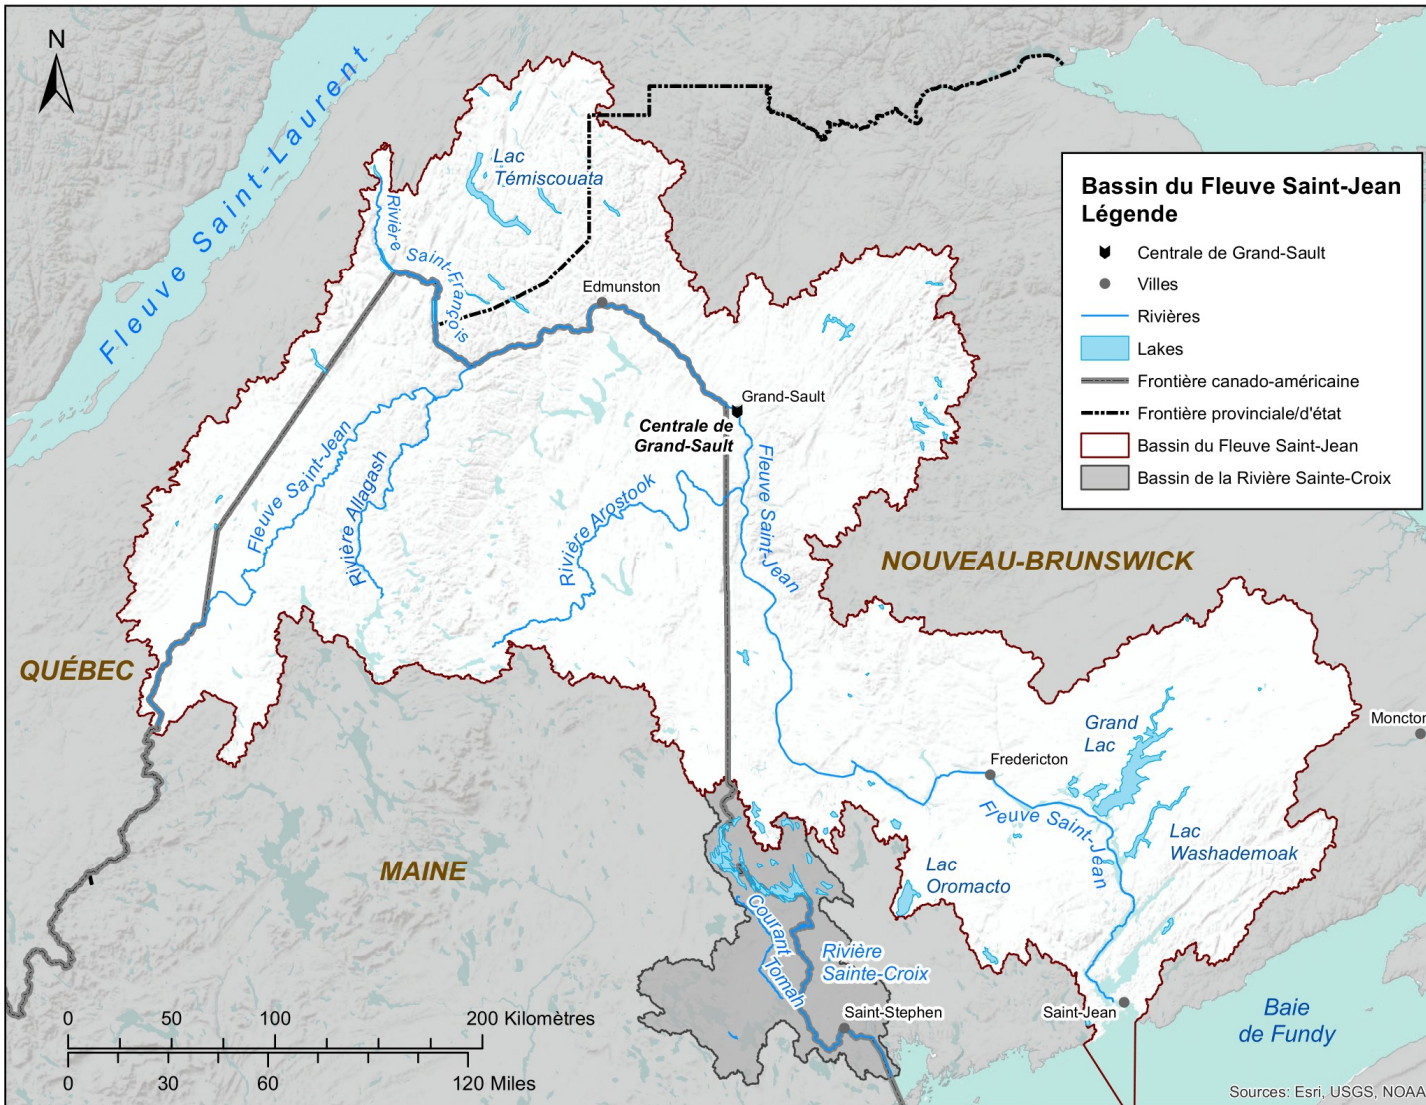 N
Fleuve Saint-Laurent
Lac
Témiscouata
Rivière
Saint-François
Edmunston
Grand-Sault
Centrale de
Grand-Sault
Fleuve Saint-Jean
Rivière Allagash
Rivière Arostook
Fleuve Saint-Jean
Bassin du Fleuve Saint-Jean
Légende
Centrale de Grand-Sault
Villes
Rivières
Lakes
Frontière canado-américaine
Frontière provinciale/d'état
Bassin du Fleuve Saint-Jean
Bassin de la Rivière Sainte-Croix
NOUVEAU-BRUNSWICK
QUÉBEC
MAINE
Grand
Lac
Moncton
Fredericton
Fleuve Saint-Jean
Lac
Washademoak
Lac
Oromacto
Courant Tomah
Rivière
Sainte-Croix
Saint-Stephen
Saint-Jean
Baie
de Fundy
0 50 100 200 Kilomètres
0 30 60 120 Miles
Sources: Esri, USGS, NOAA